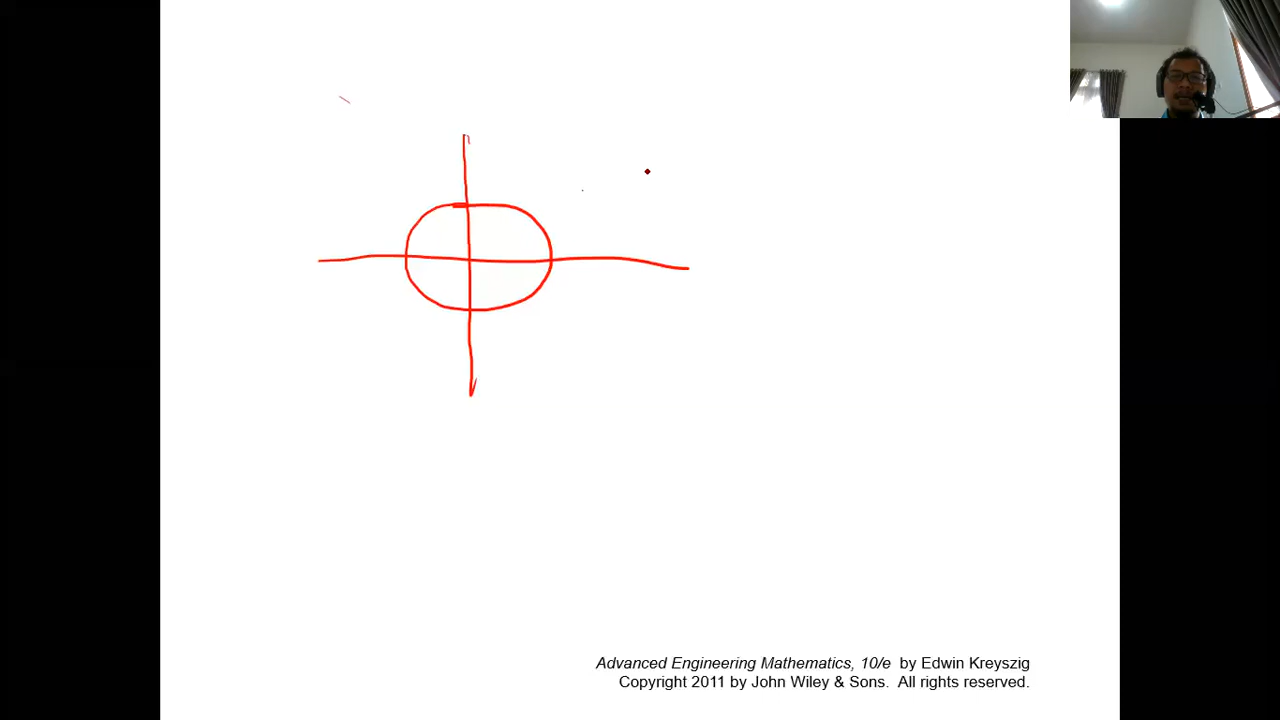 Advanced Engineering Mathematics, 10/e by Edwin Kreyszig
Copyright 2011 by John Wiley & Sons. All rights reserved.